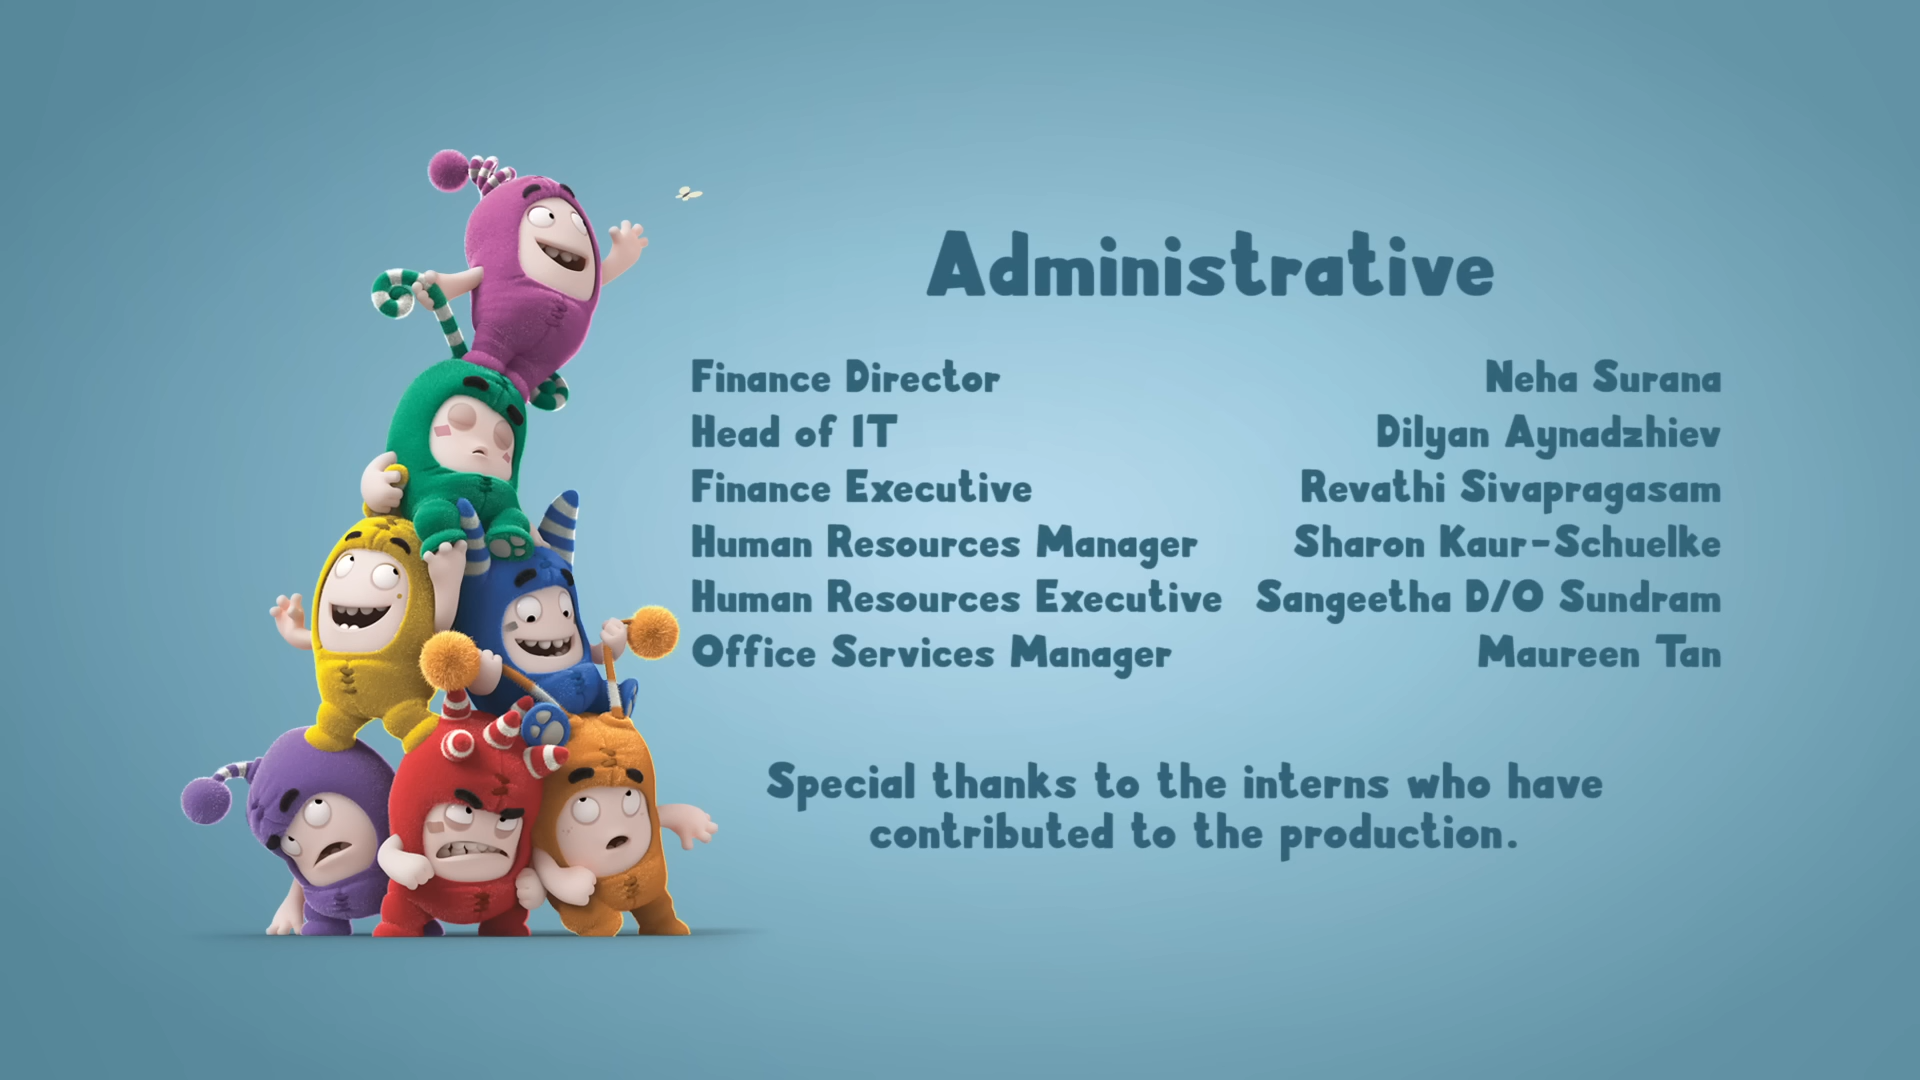 Administrative
Finance Director Neha Surana
Head of IT Dilyan Aynadzhiev
Finance Executive Revathi Sivapragasam
Human Resources Manager Sharon Kaur-Schuelke
Human Resources Executive Sangeetha D/O Sundram
Office Services Manager Maureen Tan
Special thanks to the interns who have
contributed to the production.